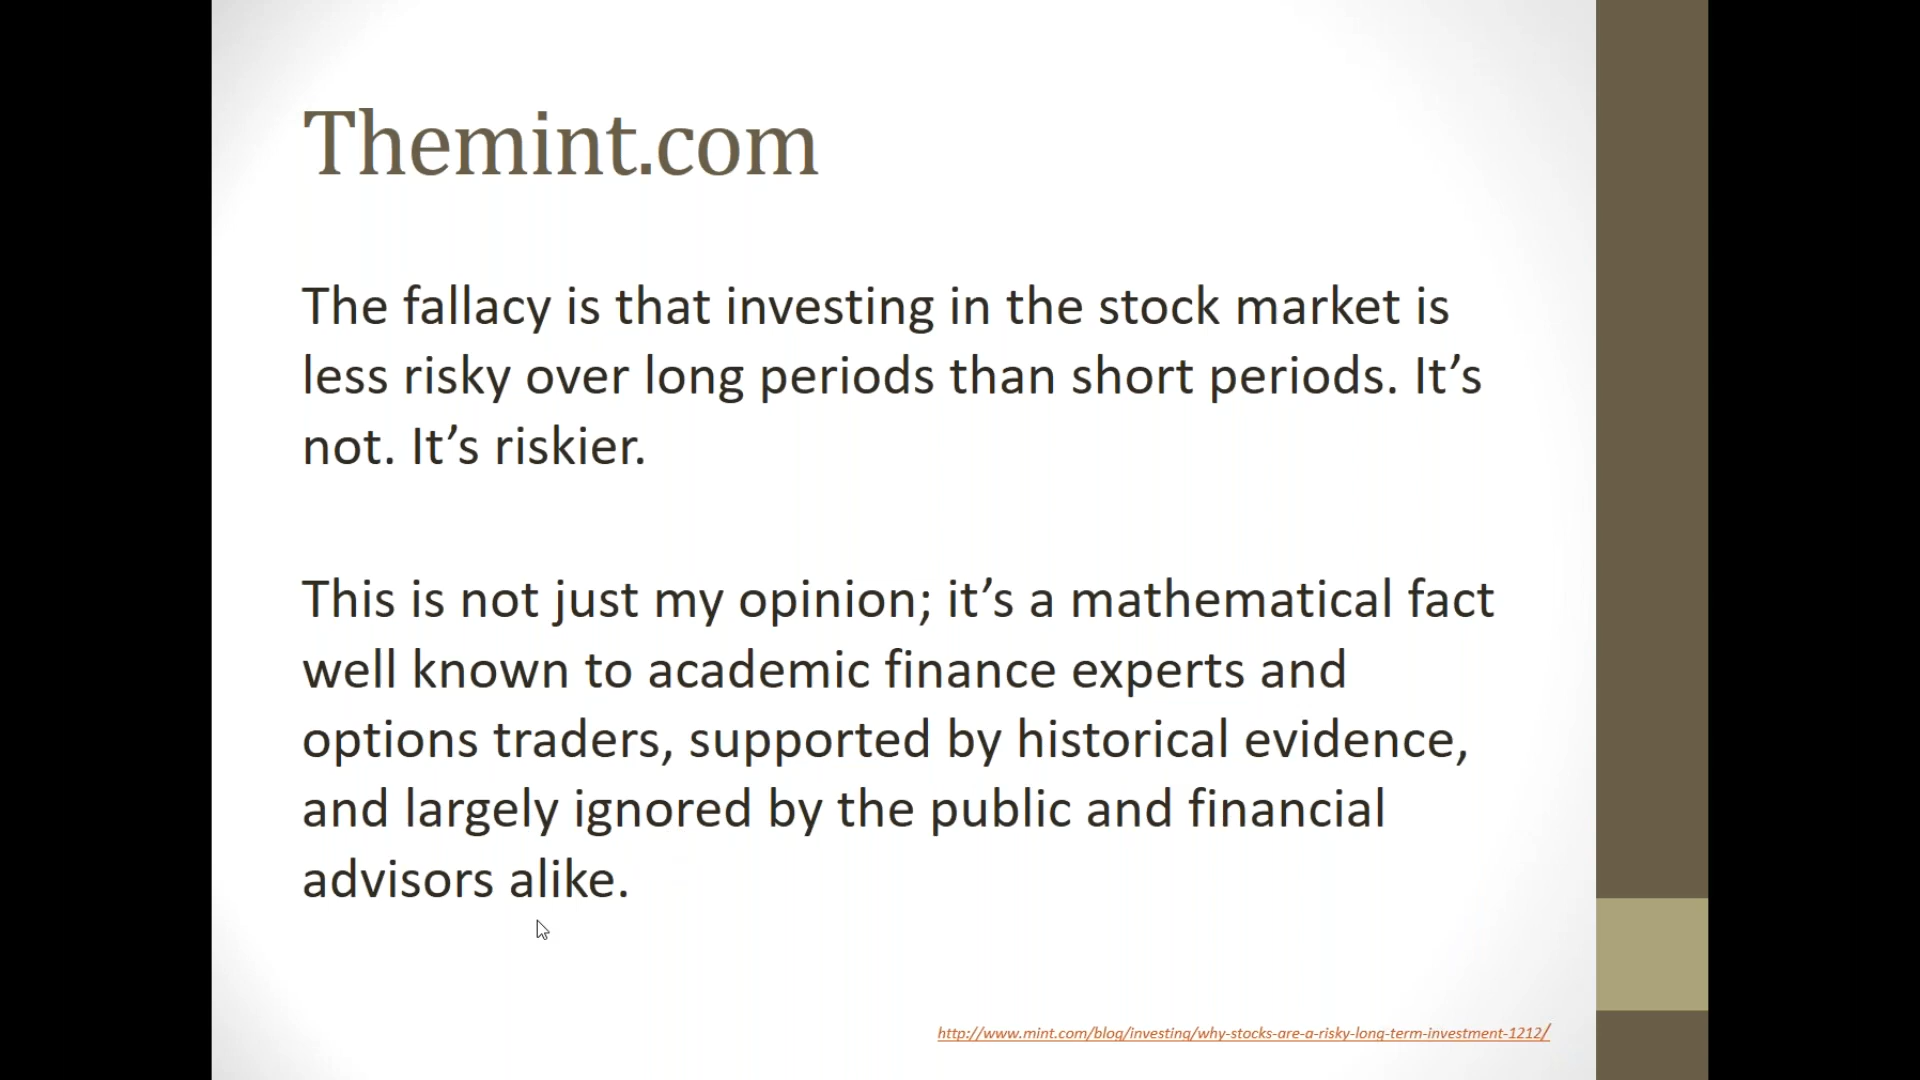 Themint.com
The fallacy is that investing in the stock market is
less risky over long periods than short periods. It’s
not. It’s riskier.
This is not just my opinion; it’s a mathematical fact
well known to academic finance experts and
options traders, supported by historical evidence,
and largely ignored by the public and financial
advisors alike.
http://www.mint.com/blog/investing/why-stocks-are-a-risky-long-term-investment-1212/